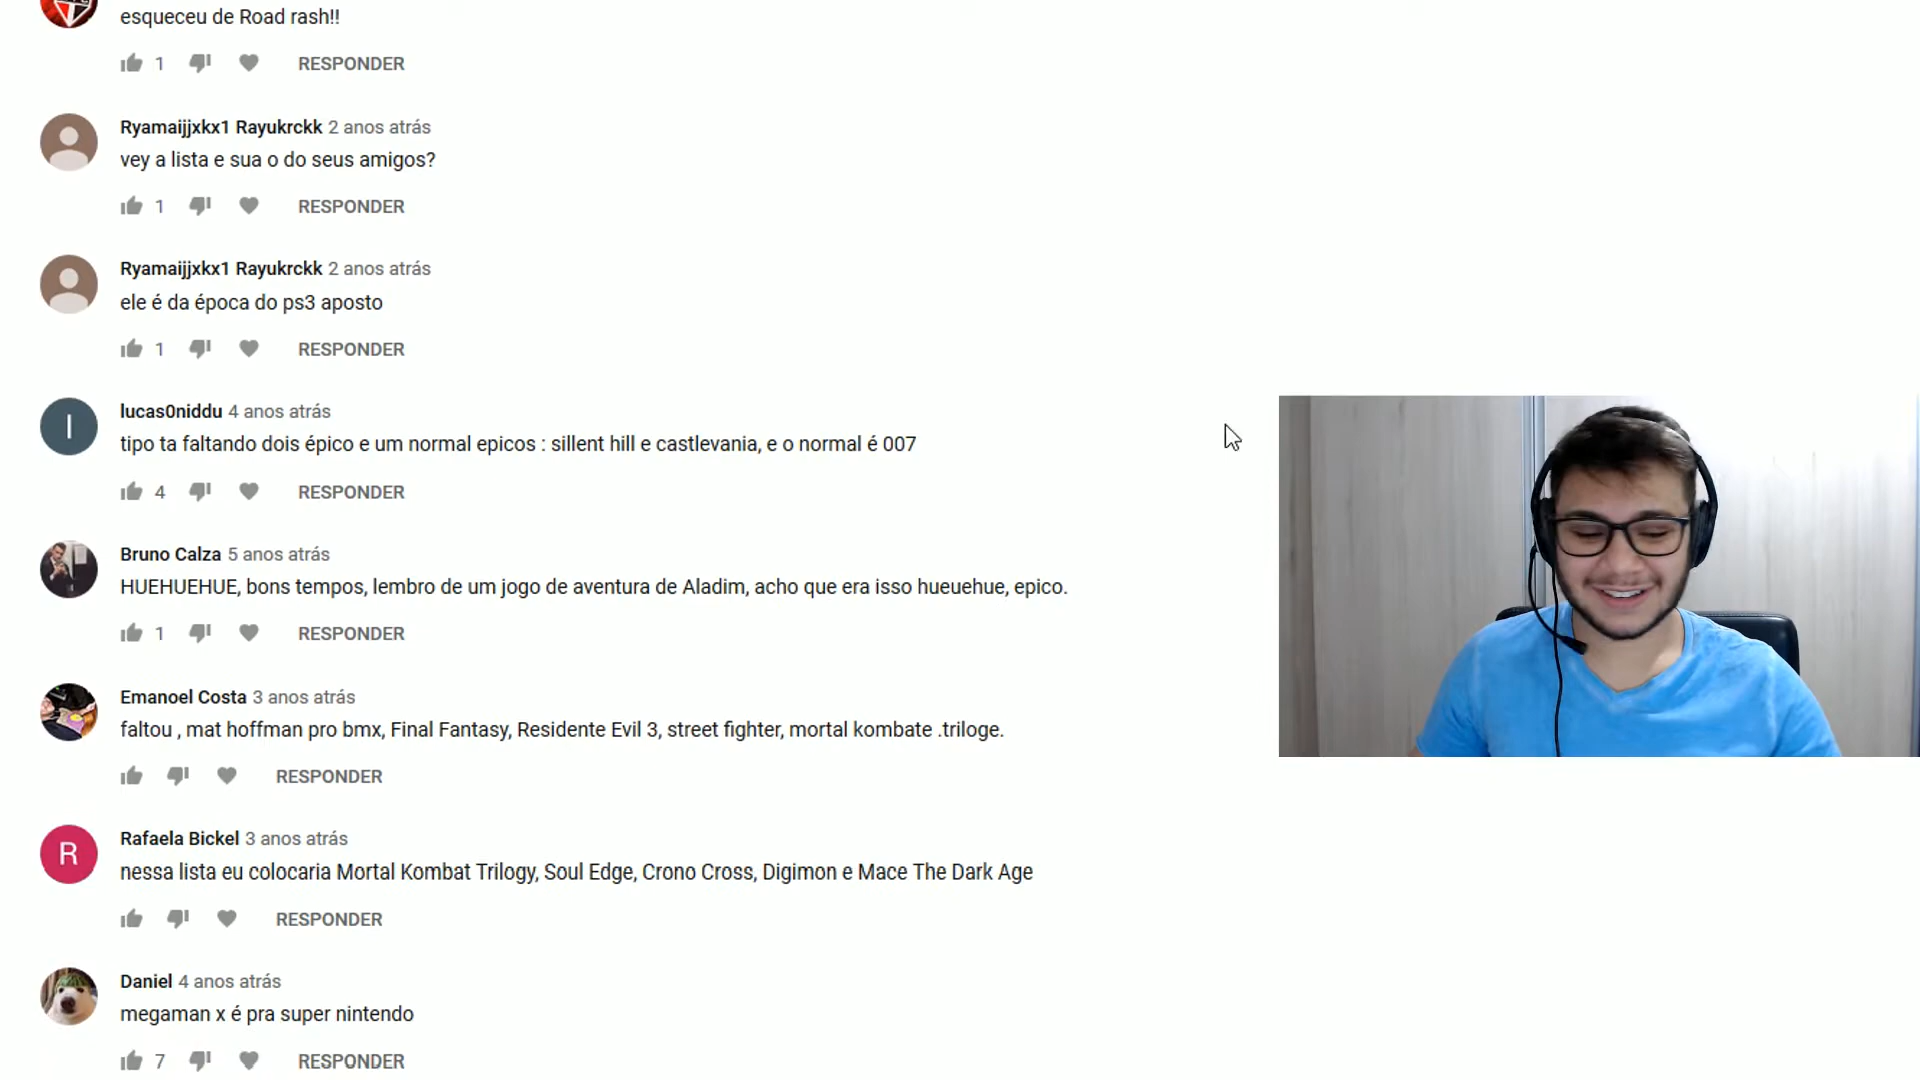 esqueceu de Road rash!!
1 RESPONDER
Ryamaijjxkx1 Rayukrckk 2 anos atrás
vey a lista e sua o do seus amigos?
1 RESPONDER
Ryamaijjxkx1 Rayukrckk 2 anos atrás
ele é da época do ps3 aposto
1 RESPONDER
lucas0niddu 4 anos atrás
tipo ta faltando dois épico e um normal epicos : sillent hill e castlevania, e o normal é 007
4 RESPONDER
Bruno Calza 5 anos atrás
HUEHUEHUE, bons tempos, lembro de um jogo de aventura de Aladim, acho que era isso hueuehue, epico.
1 RESPONDER
Emanoel Costa 3 anos atrás
faltou , mat hoffman pro bmx, Final Fantasy, Residente Evil 3, street fighter, mortal kombate .triloge.
RESPONDER
R
Rafaela Bickel 3 anos atrás
nessa lista eu colocaria Mortal Kombat Trilogy, Soul Edge, Crono Cross, Digimon e Mace The Dark Age
RESPONDER
Daniel 4 anos atrás
megaman x é pra super nintendo
7 RESPONDER